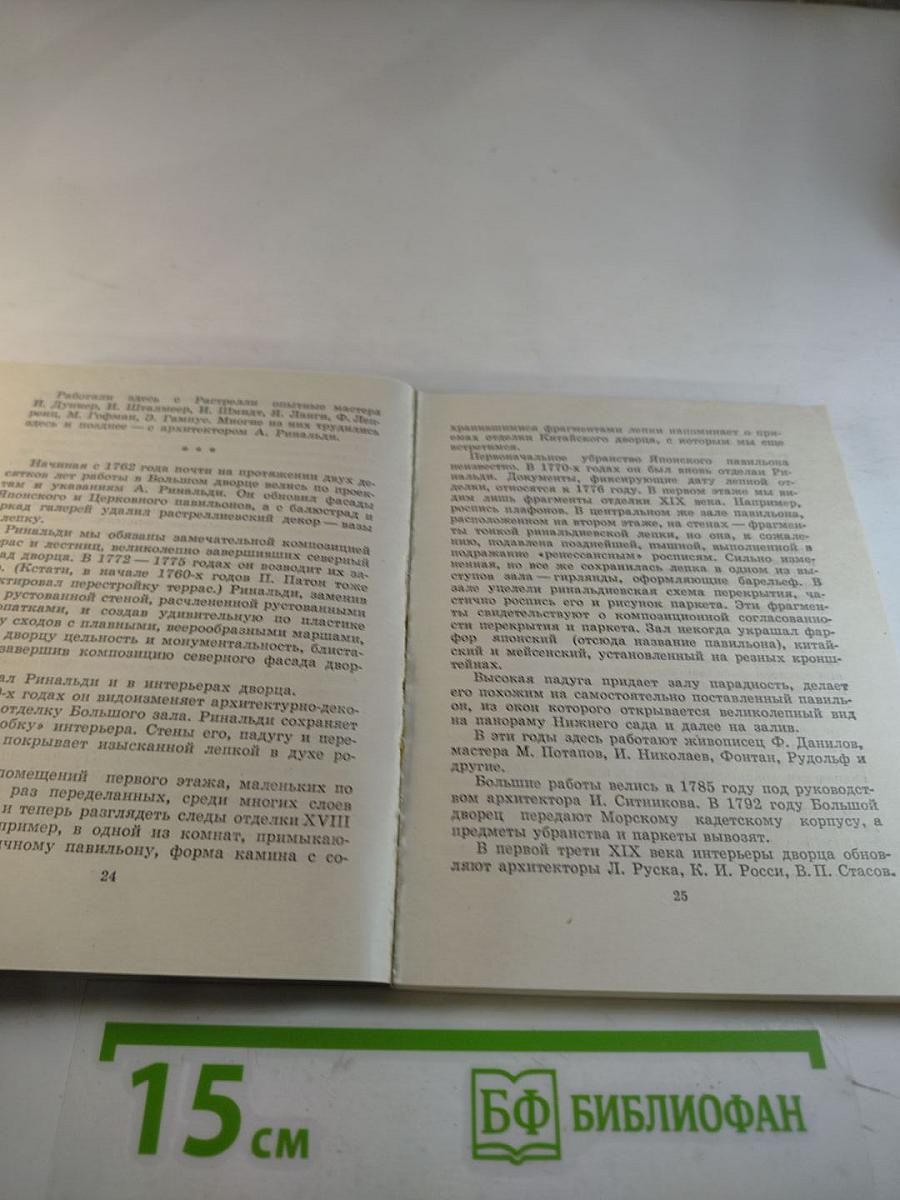 Работали здесь с Растрелли опытные мастера
И. Дункер, И. Шталмеер, И. Шмидт, Я. Ланги, Ф. Лепренц,
М. Гофман, Э. Гампус. Многие из них трудились
здесь и позднее — с архитектором А. Ринальди.
* * *
Начиная с 1762 года почти на протяжении двух де-
сятков лет работы в Большом дворце велись по проек-
там и указаниям А. Ринальди. Он обновил фасады
Японского и Церковного павильонов, а с балюстрад и
ркад галерей удалил растреллиевский декор — вазы
лепку.
Ринальди мы обязаны замечательной композицией
рас и лестниц, великолепно завершивших северный
ад дворца. В 1772 — 1775 годах он возводит их за-
. (Кстати, в начале 1760-х годов П. Патон тоже
ктировал перестройку террас.) Ринальди, заменив
рустованной стеной, расчлененной рустованными
опатками, и создав удивительную по пластике
у сходов с плавными, веерообразными маршами,
дворцу цельность и монументальность, блиста-
завершив композицию северного фасада двор-
ал Ринальди и в интерьерах дворца.
0-х годах он видоизменяет архитектурно-деко-
отделку Большого зала. Ринальди сохраняет
обку» интерьера. Стены его, падугу и пере-
покрывает изысканной лепкой в духе ро-
помещений первого этажа, маленьких по
раз переделанных, среди многих слоев
и теперь разглядеть следы отделки XVIII
пример, в одной из комнат, примыкаю-
ичному павильону, форма камина с со-
24
хранившимися фрагментами лепки напоминает о при-
емах отделки Китайского дворца, с которым мы еще
встретимся.
Первоначальное убранство Японского павильона
неизвестно. В 1770-х годах он был вновь отделан Ри-
нальди. Документы, фиксирующие дату лепной от-
делки, относятся к 1776 году. В первом этаже мы ви-
дим лишь фрагменты отделки XIX века. Например,
роспись плафонов. В центральном же зале павильона,
расположенном на втором этаже, на стенах — фрагмен-
ты тонкой ринальдиевской лепки, но она, к сожале-
нию, подавлена позднейшей, пышной, выполненной в
подражание «ренессансным» росписям. Сильно изме-
ненная, но все же сохранилась лепка в одном из вы-
ступов зала — гирлянды, оформляющие барельеф. В
зале уцелели ринальдиевская схема перекрытия, ча-
стично роспись его и рисунок паркета. Эти фрагмен-
ты свидетельствуют о композиционной согласованно-
сти перекрытия и паркета. Зал некогда украшал фар-
фор японский (отсюда название павильона), китай-
ский и мейсенский, установленный на резных кронш-
тейнах.
Высокая падуга придает залу парадность, делает
его похожим на самостоятельно поставленный павиль-
он, из окон которого открывается великолепный вид
на панораму Нижнего сада и далее на залив.
В эти годы здесь работают живописец Ф. Данилов,
мастера М. Потапов, И. Николаев, Фонтан, Рудольф и
другие.
Большие работы велись в 1785 году под руководст-
вом архитектора И. Ситникова. В 1792 году Большой
дворец передают Морскому кадетскому корпусу, а
предметы убранства и паркеты вывозят.
В первой трети XIX века интерьеры дворца обнов-
ляют архитекторы Л. Руска, К. И. Росси, В. П. Стасов.
25
15 см
БФ БИБЛИОФАН